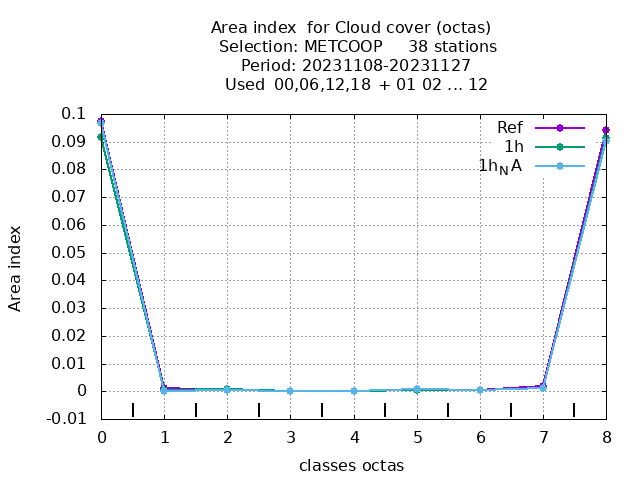 Area index  for Cloud cover (octas)
Selection: METCOOP     38 stations
Period: 20231108-20231127
Used  00,06,12,18 + 01 02 ... 12
0.1
0.09
0.08
0.07
0.06
0.05
0.04
0.03
0.02
0.01
0
-0.01
Area index
Ref
1h
1hNA
0 1 2 3 4 5 6 7 8
classes octas